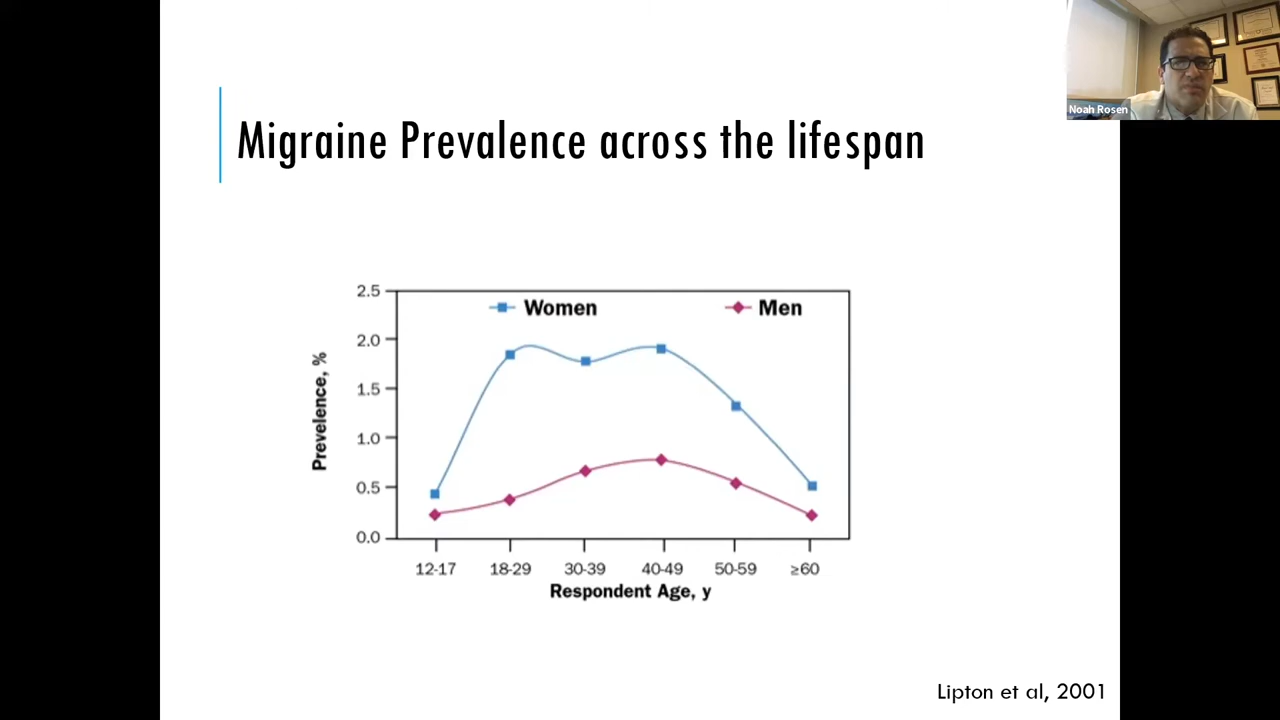 Noah Rosen
Migraine Prevalence across the lifespan
Women
Men
Prevelence, %
2.5
2.0
1.5
1.0
0.5
0.0
12-17
18-29
30-39
40-49
50-59
≥60
Respondent Age, y
Lipton et al, 2001